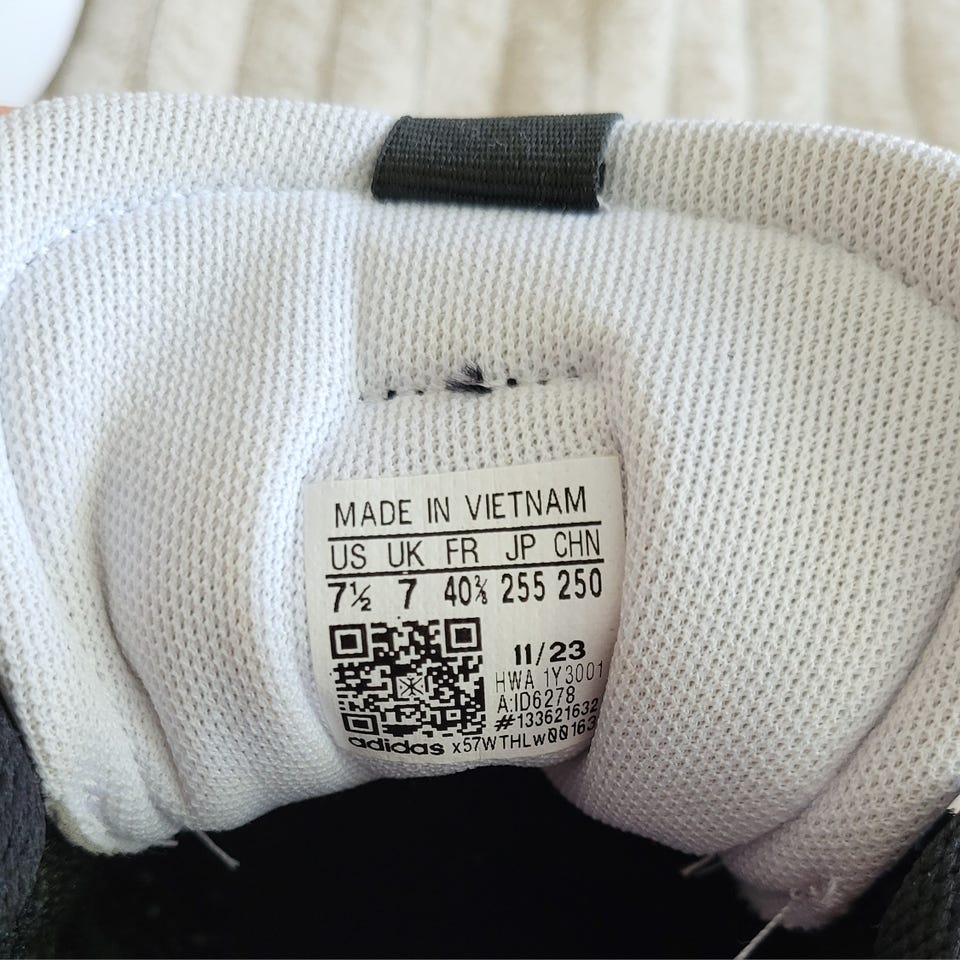 MADE IN VIETNAM
US UK FR JP CHN
7½ 7 40⅔ 255 250
11/23
HWA 1Y3001
A:ID6278
#133621632
adidas x57WTHLw00163